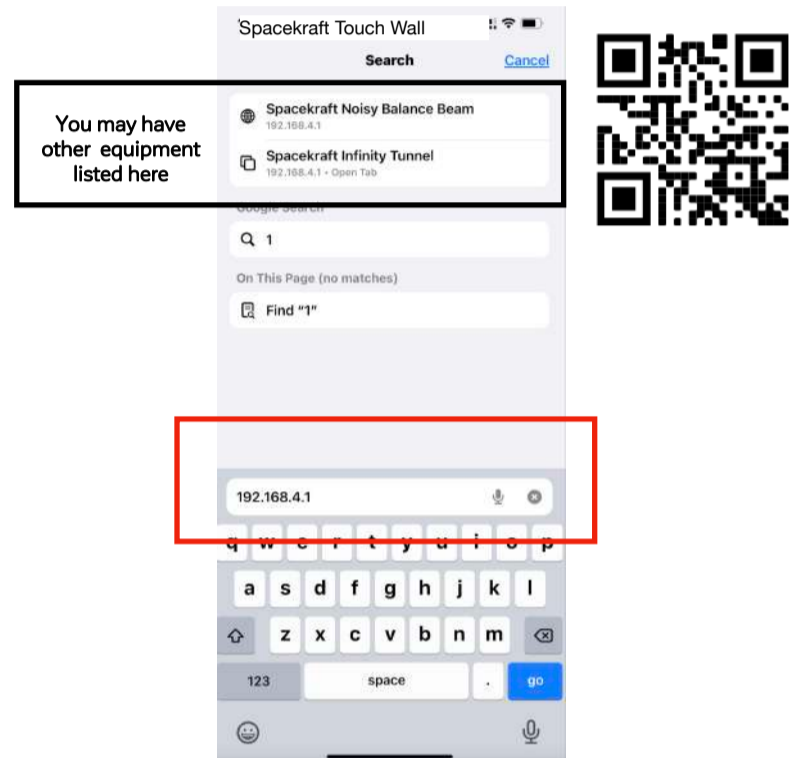 Spacekraft Touch Wall
Search
Cancel
You may have
other equipment
listed here
Spacekraft Noisy Balance Beam
192.168.4.1
Spacekraft Infinity Tunnel
192.168.4.1 • Open Tab
Google Search
1
On This Page (no matches)
Find “1”
192.168.4.1
q w e r t y u i o p
a s d f g h j k l
z x c v b n m
123 space . go